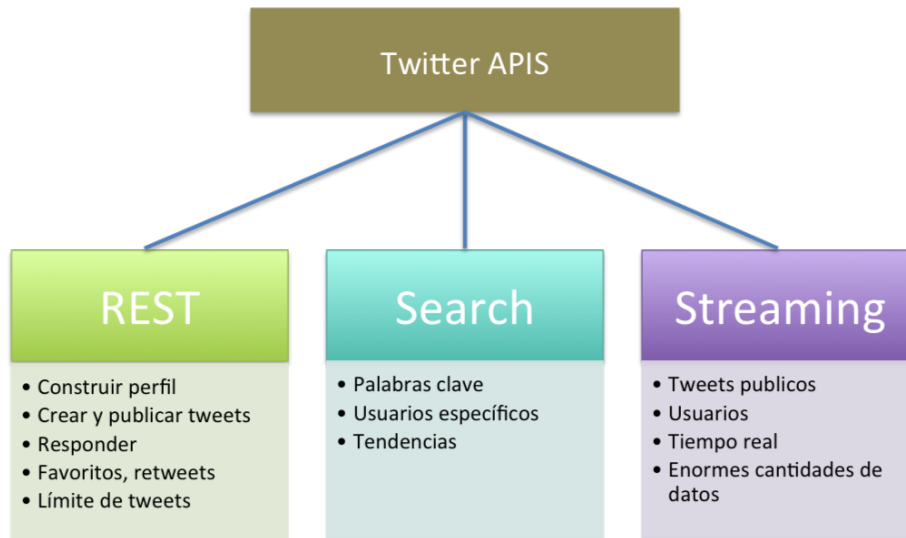 Twitter APIS
REST
• Construir perfil
• Crear y publicar tweets
• Responder
• Favoritos, retweets
• Límite de tweets
Search
• Palabras clave
• Usuarios específicos
• Tendencias
Streaming
• Tweets publicos
• Usuarios
• Tiempo real
• Enormes cantidades de
datos